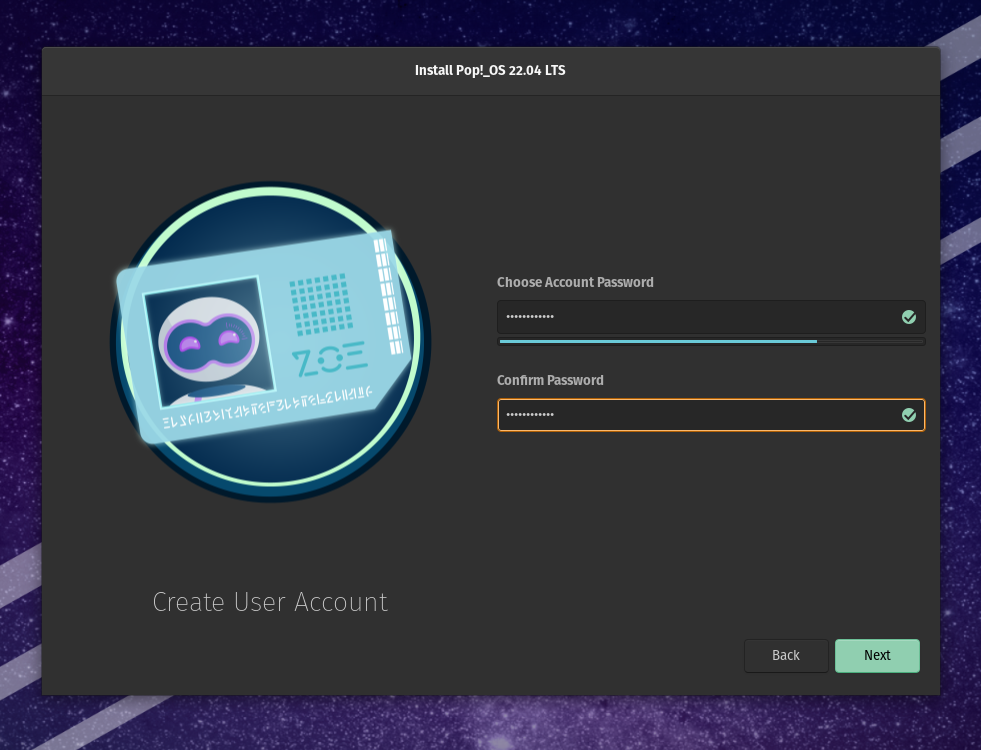 Install Pop!_OS 22.04 LTS
Choose Account Password
••••••••••••
ZOE
Confirm Password
••••••••••••
Create User Account
Back
Next